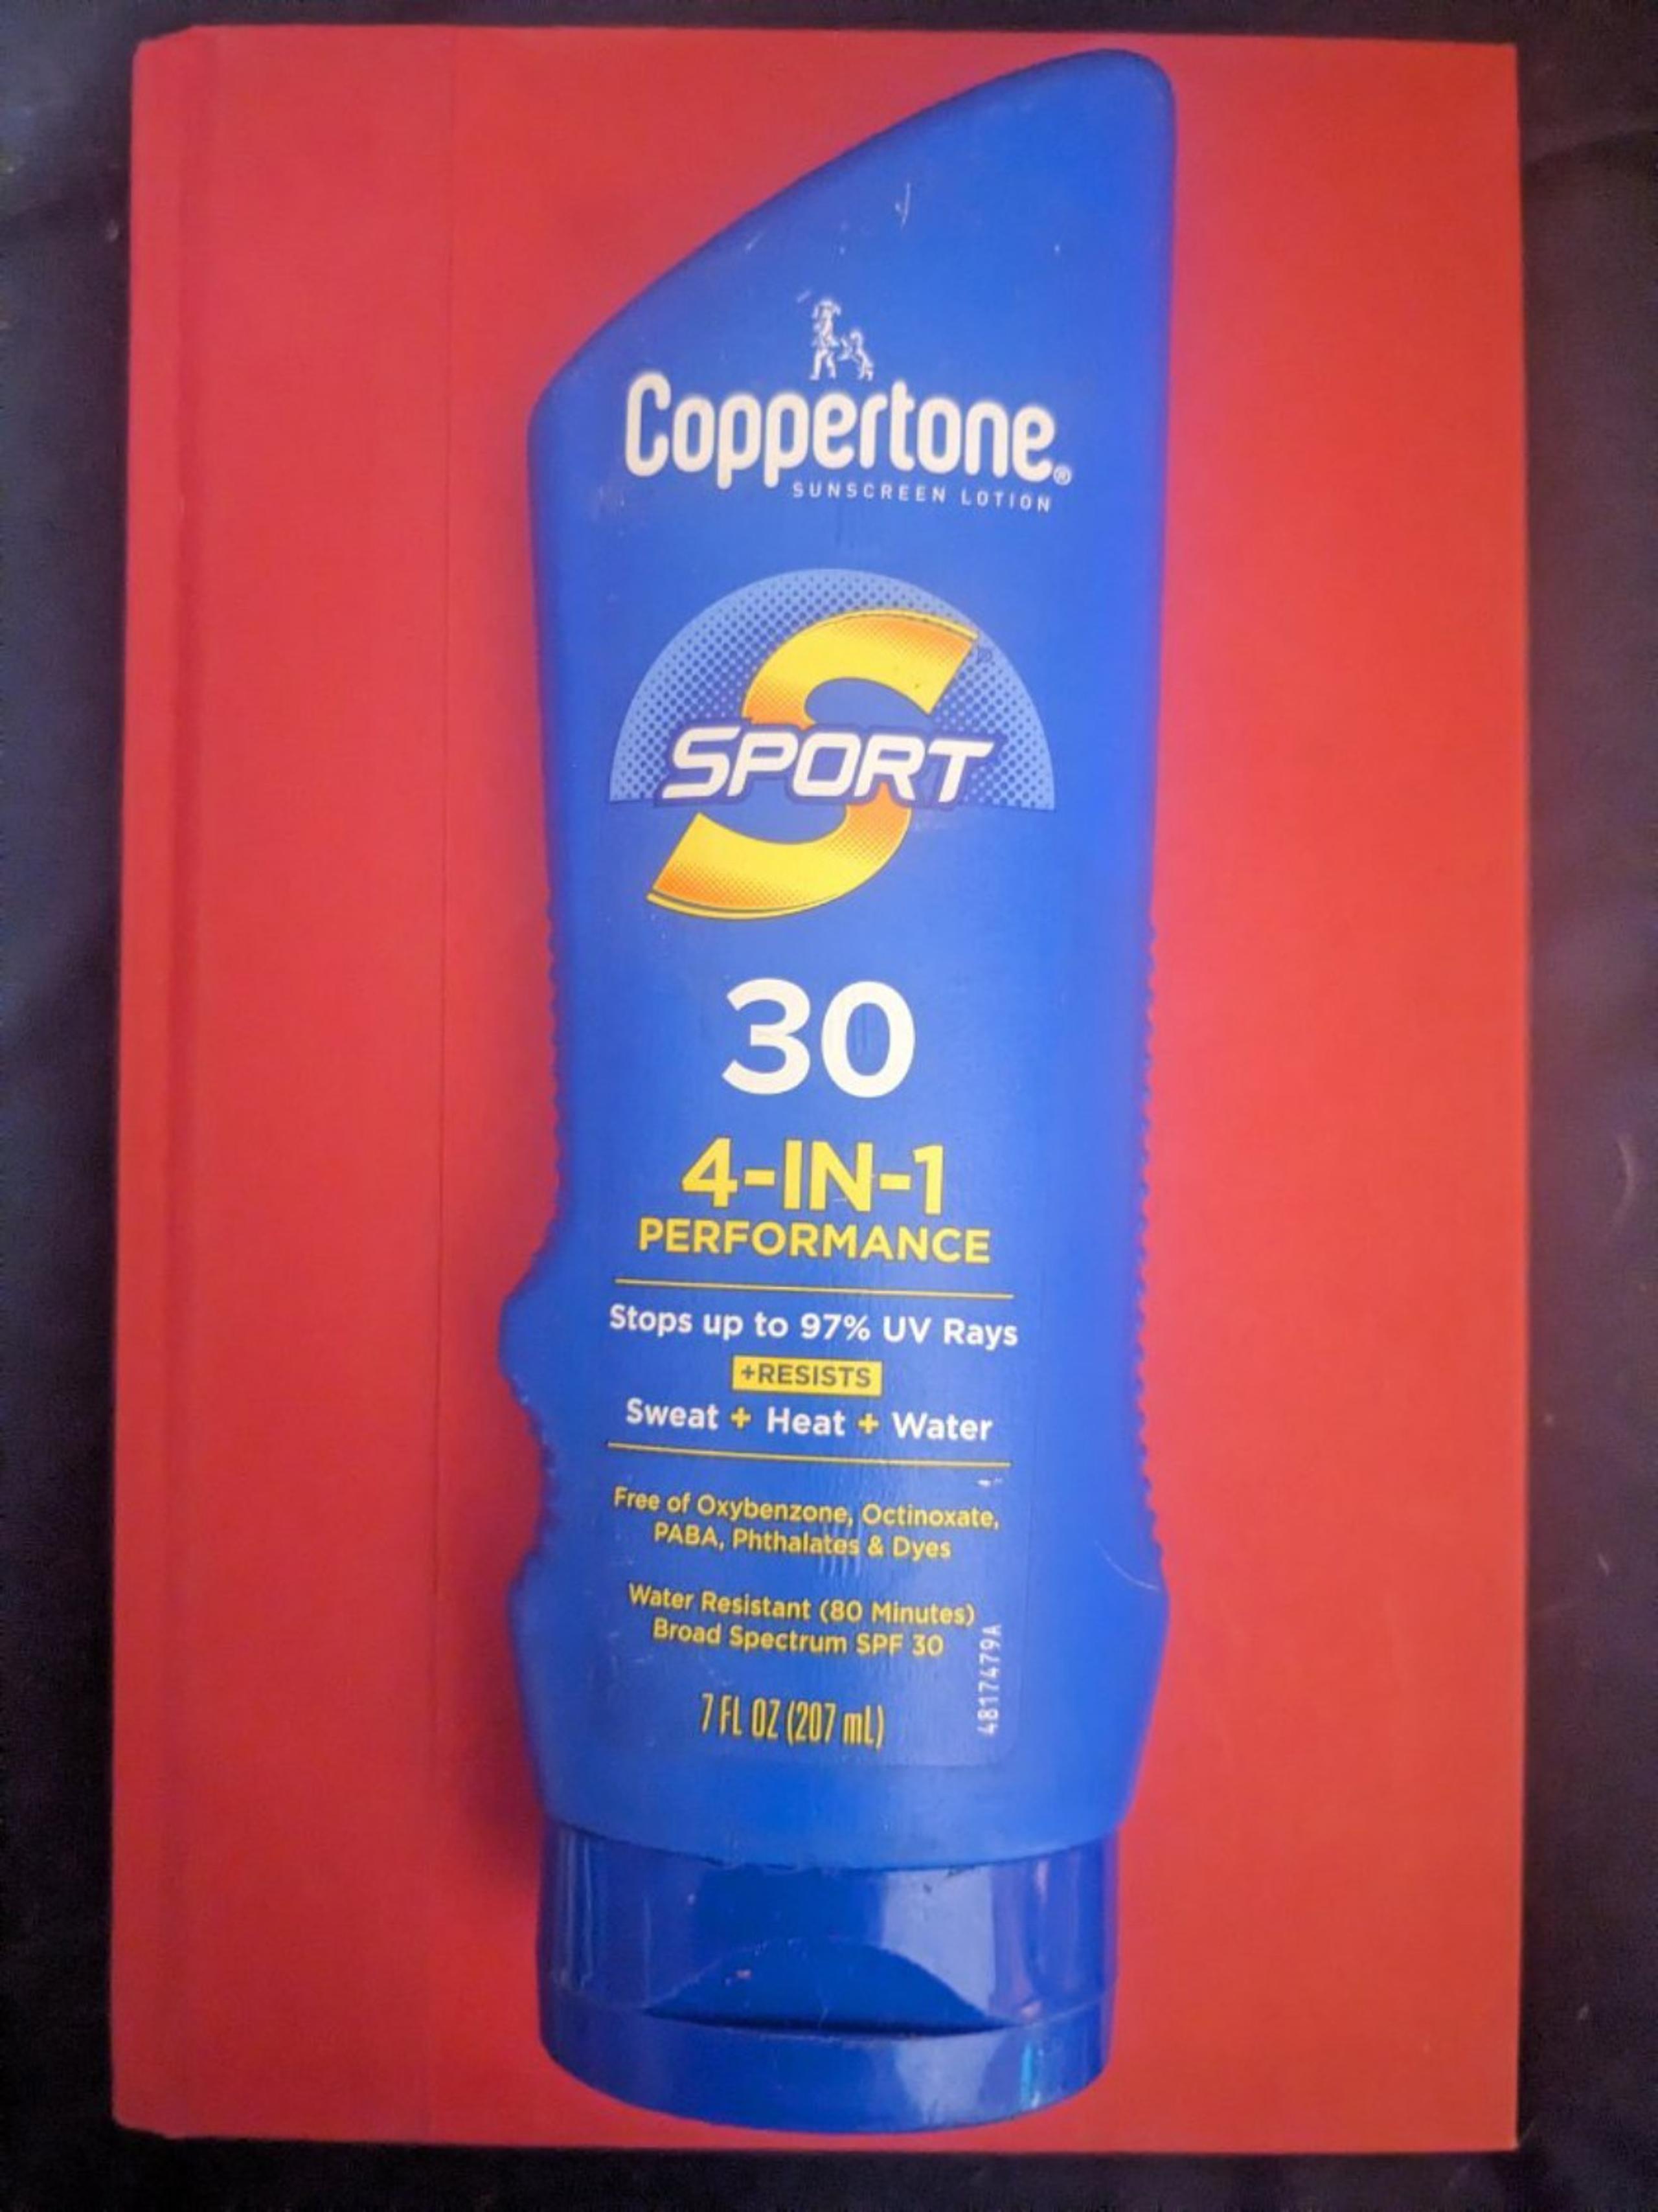 Coppertone®
SUNSCREEN LOTION
S
SPORT
30
4-IN-1
PERFORMANCE
Stops up to 97% UV Rays
+RESISTS
Sweat + Heat + Water
Free of Oxybenzone, Octinoxate,
PABA, Phthalates & Dyes
Water Resistant (80 Minutes)
Broad Spectrum SPF 30
4817479A
7 FL OZ (207 mL)